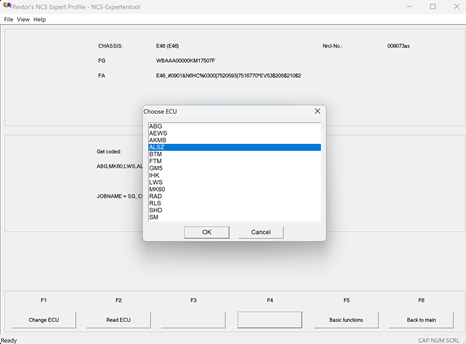 Revtor's NCS Expert Profile - NCS-Expertentool
File View Help
CHASSIS: E46 (E46) Nrcl-No.: 009073as
FG WBAAA00000KM17507F
FA E46_#0901&N6HC%0300|7520593|7516770*EV53$205$210$2
Choose ECU
ABG
AEWS
AKMB
ALSZ
BTM
FTM
GM5
IHK
LWS
MK60
RAD
RLS
SHD
SM
Get coded:
ABG,MK60,LWS,AL
JOBNAME = SG_C
OK Cancel
F1 F2 F3 F4 F5 F6
Change ECU Read ECU Basic functions Back to main
Ready CAP NUM SCRL